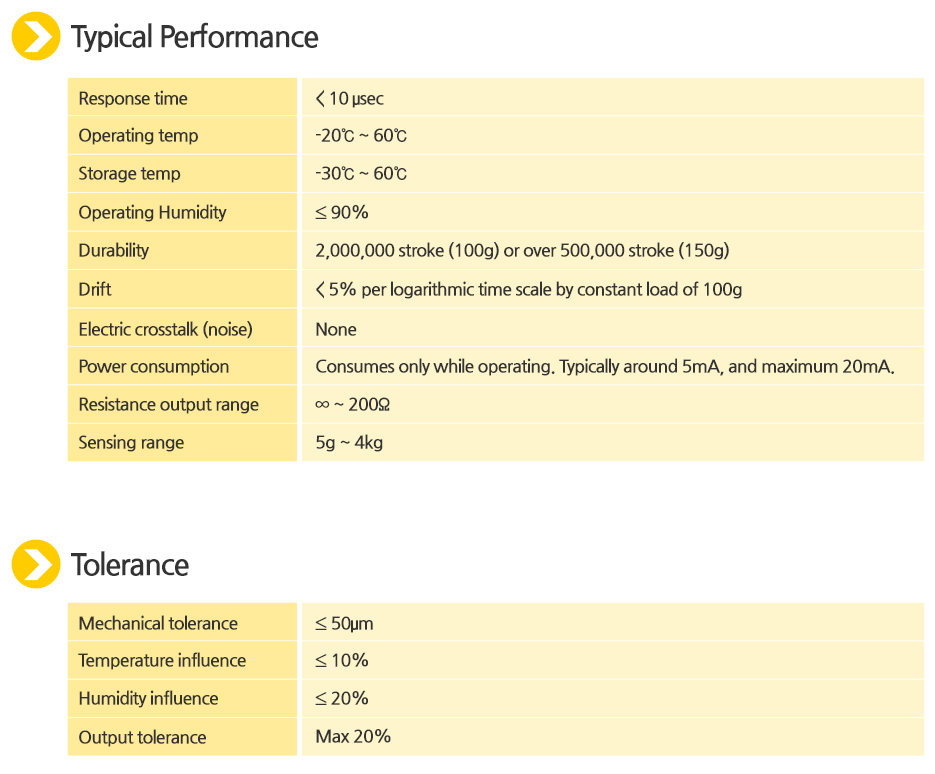 Typical Performance
Response time < 10 μsec
Operating temp -20℃ ~ 60℃
Storage temp -30℃ ~ 60℃
Operating Humidity ≤ 90%
Durability 2,000,000 stroke (100g) or over 500,000 stroke (150g)
Drift < 5% per logarithmic time scale by constant load of 100g
Electric crosstalk (noise) None
Power consumption Consumes only while operating. Typically around 5mA, and maximum 20mA.
Resistance output range ∞ ~ 200Ω
Sensing range 5g ~ 4kg
Tolerance
Mechanical tolerance ≤ 50μm
Temperature influence ≤ 10%
Humidity influence ≤ 20%
Output tolerance Max 20%